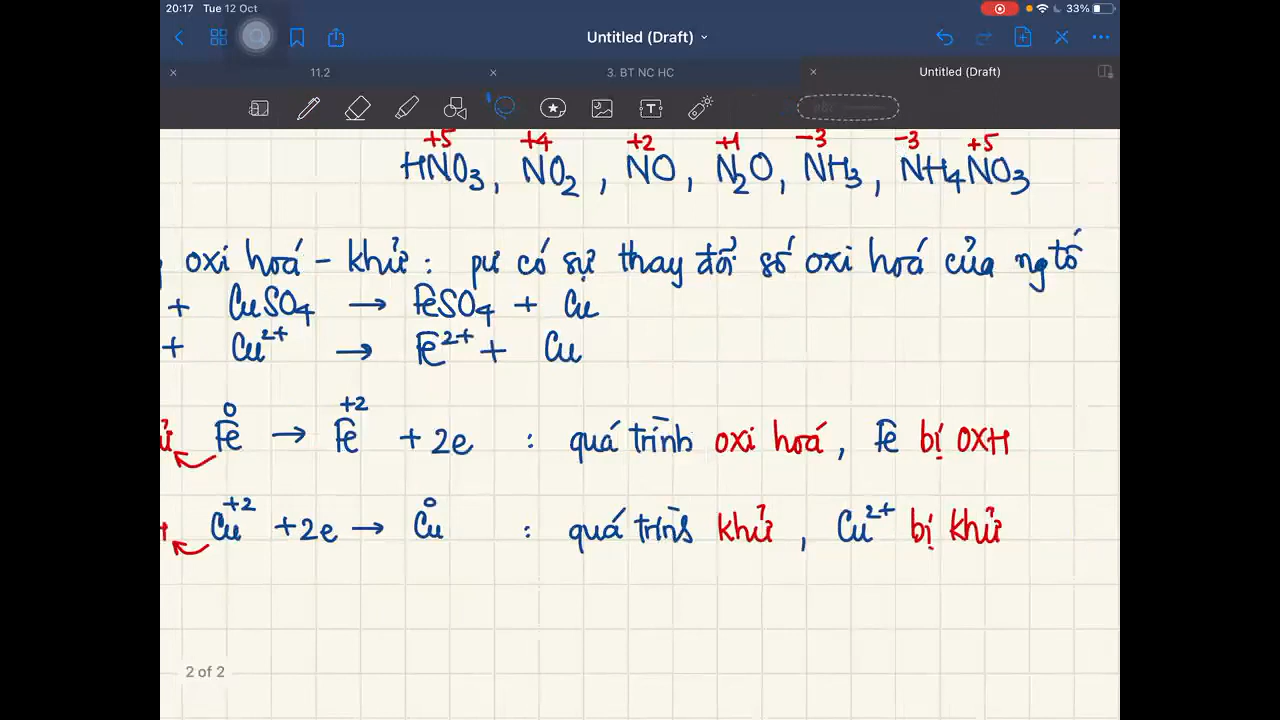 20:17 Tue 12 Oct 33%
Untitled (Draft)
11.2 3. BT NC HC Untitled (Draft)
+5 +4 +2 +1 -3 -3 +5
HNO₃, NO₂, NO, N₂O, NH₃, NH₄NO₃
oxi hoá - khử : pư có sự thay đổi số oxi hoá của ng tố
+ CuSO₄ → FeSO₄ + Cu
+ Cu²⁺ → Fe²⁺ + Cu
0 +2
Fe → Fe + 2e : quá trình oxi hoá, Fe bị OXH
+2 0
Cu + 2e → Cu : quá trình khử, Cu²⁺ bị khử
2 of 2